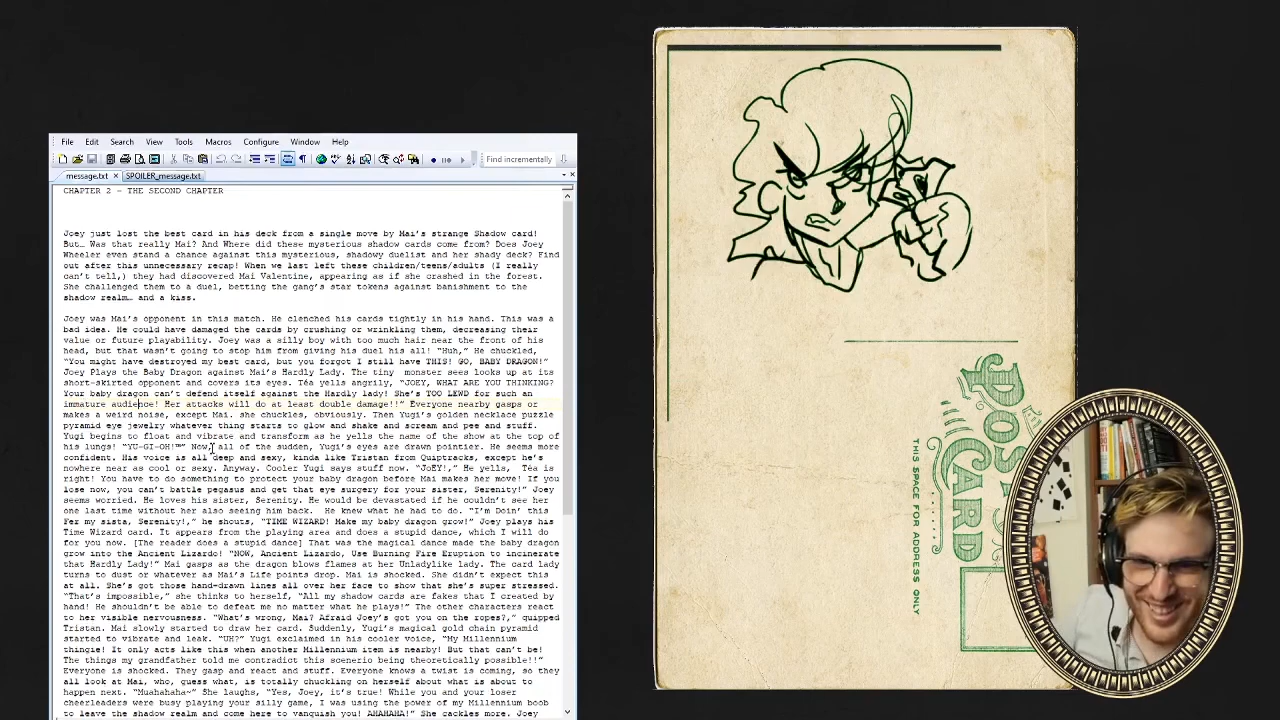 File Edit Search View Tools Macros Configure Window Help
Find incrementally
message.txt SPOILER_message.txt
CHAPTER 2 - THE SECOND CHAPTER
Joey just lost the best card in his deck from a single move by Mai's strange Shadow card!
But… Was that really Mai? And Where did these mysterious shadow cards come from? Does Joey
Wheeler even stand a chance against this mysterious, shadowy duelist and her shady deck? Find
out after this unnecessary recap! When we last left these children/teens/adults (I really
can't tell,) they had discovered Mai Valentine, appearing as if she crashed in the forest.
She challenged them to a duel, betting the gang's star tokens against banishment to the
shadow realm… and a kiss.
Joey was Mai's opponent in this match. He clenched his cards tightly in his hand. This was a
bad idea. He could have damaged the cards by crushing or wrinkling them, decreasing their
value or future playability. Joey was a silly boy with too much hair near the front of his
head, but that wasn't going to stop him from giving his duel his all! "Huh," He chuckled,
"You might have destroyed my best card, but you forgot I still have THIS! GO, BABY DRAGON!"
Joey Plays the Baby Dragon against Mai's Hardly Lady. The tiny monster sees looks up at its
short-skirted opponent and covers its eyes. Téa yells angrily, "JOEY, WHAT ARE YOU THINKING?
Your baby dragon can't defend itself against the Hardly lady! She's TOO LEWD for such an
immature audience! Her attacks will do at least double damage!!" Everyone nearby gasps or
makes a weird noise, except Mai. she chuckles, obviously. Then Yugi's golden necklace puzzle
pyramid eye jewelry whatever thing starts to glow and shake and scream and pee and stuff.
Yugi begins to float and vibrate and transform as he yells the name of the show at the top of
his lungs! "YU-GI-OH!™" Now, all of the sudden, Yugi's eyes are drawn pointier. He seems more
confident. His voice is all deep and sexy, kinda like Tristan from Quiptracks, except he's
nowhere near as cool or sexy. Anyway. Cooler Yugi says stuff now. "JoEY!," He yells, Téa is
right! You have to do something to protect your baby dragon before Mai makes her move! If you
lose now, you can't battle pegasus and get that eye surgery for your sister, Serenity!" Joey
seems worried. He loves his sister, Serenity. He would be devastated if he couldn't see her
one last time without her also seeing him back. He knew what he had to do. "I'm Doin' this
Fer my sista, Serenity!," he shouts, "TIME WIZARD! Make my baby dragon grow!" Joey plays his
Time Wizard card. It appears from the playing area and does a stupid dance, which I will do
for you now. [The reader does a stupid dance] That was the magical dance made the baby dragon
grow into the Ancient Lizardo! "NOW, Ancient Lizardo, Use Burning Fire Eruption to incinerate
that Hardly Lady!" Mai gasps as the dragon blows flames at her Unladylike lady. The card lady
turns to dust or whatever as Mai's Life points drop. Mai is shocked. She didn't expect this
at all. She's got those hand-drawn lines all over her face to show that she's super stressed.
"That's impossible," she thinks to herself, "All my shadow cards are fakes that I created by
hand! He shouldn't be able to defeat me no matter what he plays!" The other characters react
to her visible nervousness. "What's wrong, Mai? Afraid Joey's got you on the ropes?," quipped
Tristan. Mai slowly started to draw her card. Suddenly, Yugi's magical gold chain pyramid
started to vibrate and leak. "UH?" Yugi exclaimed in his cooler voice, "My Millennium
thingie! It only acts like this when another Millennium item is nearby! But that can't be!
The things my grandfather told me contradict this scenerio being theoretically possible!!"
Everyone is shocked. They gasp and react and stuff. Everyone knows a twist is coming, so they
all look at Mai, who, guess what, is totally chuckling on herself about what is about to
happen next. "Muahahaha~" She laughs, "Yes, Joey, it's true! While you and your loser
cheerleaders were busy playing your silly game, I was using the power of my Millennium boob
to leave the shadow realm and come here to vanquish you! AHAHAHA!" She cackles more. Joey
POST CARD
THIS SPACE FOR ADDRESS ONLY